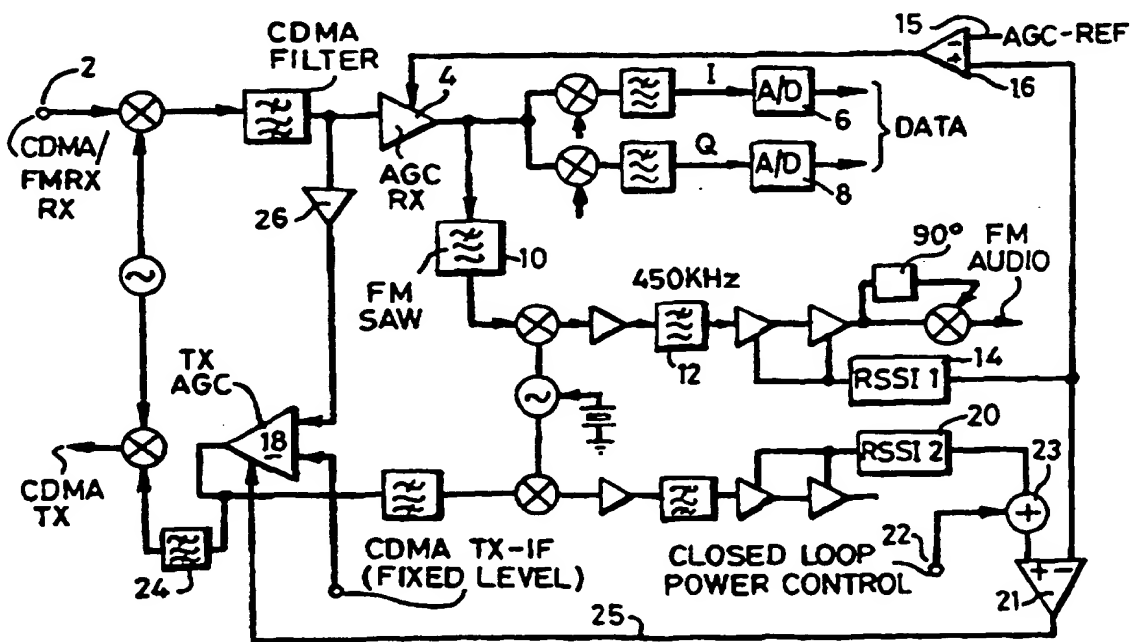 CDMA
FILTER
2
4
15
AGC-REF
16
CDMA/
FMRX
RX
AGC
RX
I
A/D
6
Q
A/D
8
DATA
26
10
FM
SAW
450KHz
12
90°
FM
AUDIO
14
RSSI 1
TX
AGC
18
20
RSSI 2
23
CDMA
TX
24
CDMA TX-IF
(FIXED LEVEL)
CLOSED LOOP
POWER CONTROL
22
21
25